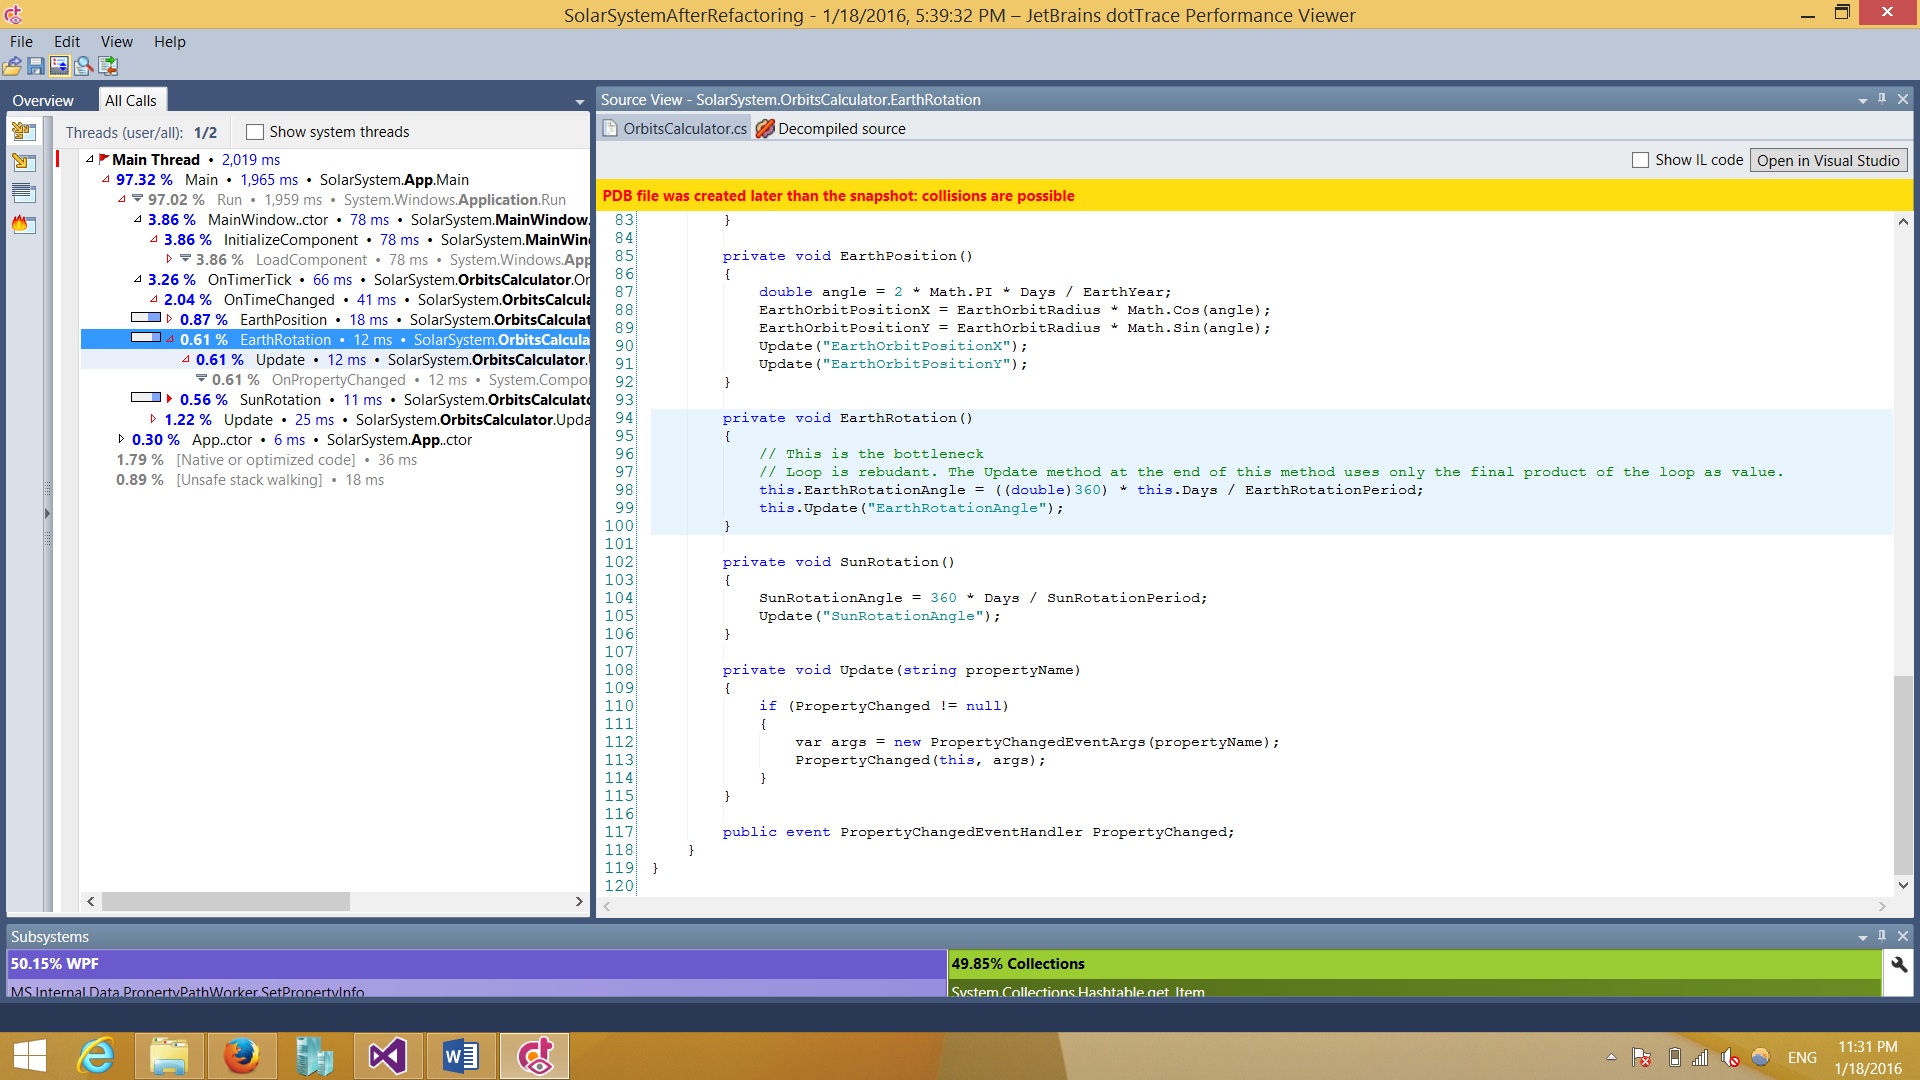 SolarSystemAfterRefactoring - 1/18/2016, 5:39:32 PM – JetBrains dotTrace Performance Viewer
File Edit View Help
Overview All Calls
Threads (user/all): 1/2 Show system threads
Main Thread • 2,019 ms
97.32 % Main • 1,965 ms • SolarSystem.App.Main
97.02 % Run • 1,959 ms • System.Windows.Application.Run
3.86 % MainWindow..ctor • 78 ms • SolarSystem.MainWindow.
3.86 % InitializeComponent • 78 ms • SolarSystem.MainWin
3.86 % LoadComponent • 78 ms • System.Windows.App
3.26 % OnTimerTick • 66 ms • SolarSystem.OrbitsCalculator.Or
2.04 % OnTimeChanged • 41 ms • SolarSystem.OrbitsCalcula
0.87 % EarthPosition • 18 ms • SolarSystem.OrbitsCalculat
0.61 % EarthRotation • 12 ms • SolarSystem.OrbitsCalcula
0.61 % Update • 12 ms • SolarSystem.OrbitsCalculator.
0.61 % OnPropertyChanged • 12 ms • System.Compo
0.56 % SunRotation • 11 ms • SolarSystem.OrbitsCalculato
1.22 % Update • 25 ms • SolarSystem.OrbitsCalculator.Upda
0.30 % App..ctor • 6 ms • SolarSystem.App..ctor
1.79 % [Native or optimized code] • 36 ms
0.89 % [Unsafe stack walking] • 18 ms
Source View - SolarSystem.OrbitsCalculator.EarthRotation
OrbitsCalculator.cs Decompiled source
Show IL code Open in Visual Studio
PDB file was created later than the snapshot: collisions are possible
83 }
84
85 private void EarthPosition()
86 {
87 double angle = 2 * Math.PI * Days / EarthYear;
88 EarthOrbitPositionX = EarthOrbitRadius * Math.Cos(angle);
89 EarthOrbitPositionY = EarthOrbitRadius * Math.Sin(angle);
90 Update("EarthOrbitPositionX");
91 Update("EarthOrbitPositionY");
92 }
93
94 private void EarthRotation()
95 {
96 // This is the bottleneck
97 // Loop is rebudant. The Update method at the end of this method uses only the final product of the loop as value.
98 this.EarthRotationAngle = ((double)360) * this.Days / EarthRotationPeriod;
99 this.Update("EarthRotationAngle");
100 }
101
102 private void SunRotation()
103 {
104 SunRotationAngle = 360 * Days / SunRotationPeriod;
105 Update("SunRotationAngle");
106 }
107
108 private void Update(string propertyName)
109 {
110 if (PropertyChanged != null)
111 {
112 var args = new PropertyChangedEventArgs(propertyName);
113 PropertyChanged(this, args);
114 }
115 }
116
117 public event PropertyChangedEventHandler PropertyChanged;
118 }
119 }
120
Subsystems
50.15% WPF
49.85% Collections
MS.Internal.Data.PropertyPathWorker.SetPropertyInfo
System.Collections.Hashtable.get_Item
ENG
11:31 PM
1/18/2016